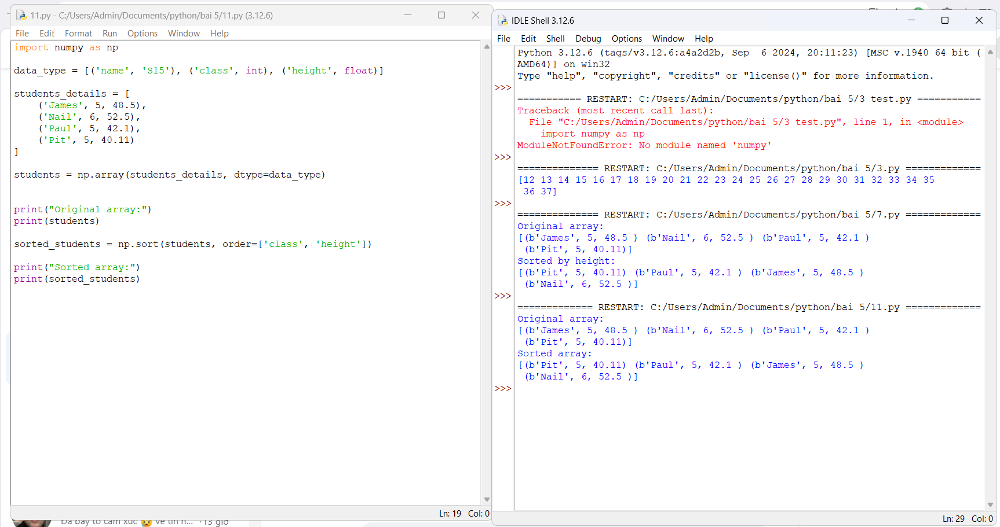 11.py - C:/Users/Admin/Documents/python/bai 5/11.py (3.12.6)
File Edit Format Run Options Window Help
import numpy as np
data_type = [('name', 'S15'), ('class', int), ('height', float)]
students_details = [
    ('James', 5, 48.5),
    ('Nail', 6, 52.5),
    ('Paul', 5, 42.1),
    ('Pit', 5, 40.11)
]
students = np.array(students_details, dtype=data_type)
print("Original array:")
print(students)
sorted_students = np.sort(students, order=['class', 'height'])
print("Sorted array:")
print(sorted_students)
Ln: 19 Col: 0
IDLE Shell 3.12.6
File Edit Shell Debug Options Window Help
Python 3.12.6 (tags/v3.12.6:a4a2d2b, Sep  6 2024, 20:11:23) [MSC v.1940 64 bit (
AMD64)] on win32
Type "help", "copyright", "credits" or "license()" for more information.
>>>
=========== RESTART: C:/Users/Admin/Documents/python/bai 5/3 test.py ===========
Traceback (most recent call last):
  File "C:/Users/Admin/Documents/python/bai 5/3 test.py", line 1, in <module>
    import numpy as np
ModuleNotFoundError: No module named 'numpy'
>>>
============== RESTART: C:/Users/Admin/Documents/python/bai 5/3.py =============
[12 13 14 15 16 17 18 19 20 21 22 23 24 25 26 27 28 29 30 31 32 33 34 35
 36 37]
>>>
============== RESTART: C:/Users/Admin/Documents/python/bai 5/7.py =============
Original array:
[(b'James', 5, 48.5 ) (b'Nail', 6, 52.5 ) (b'Paul', 5, 42.1 )
 (b'Pit', 5, 40.11)]
Sorted by height:
[(b'Pit', 5, 40.11) (b'Paul', 5, 42.1 ) (b'James', 5, 48.5 )
 (b'Nail', 6, 52.5 )]
>>>
============= RESTART: C:/Users/Admin/Documents/python/bai 5/11.py =============
Original array:
[(b'James', 5, 48.5 ) (b'Nail', 6, 52.5 ) (b'Paul', 5, 42.1 )
 (b'Pit', 5, 40.11)]
Sorted array:
[(b'Pit', 5, 40.11) (b'Paul', 5, 42.1 ) (b'James', 5, 48.5 )
 (b'Nail', 6, 52.5 )]
>>>
Ln: 29 Col: 0
Đã bày tỏ cảm xúc 😢 về tin n... · 13 giờ